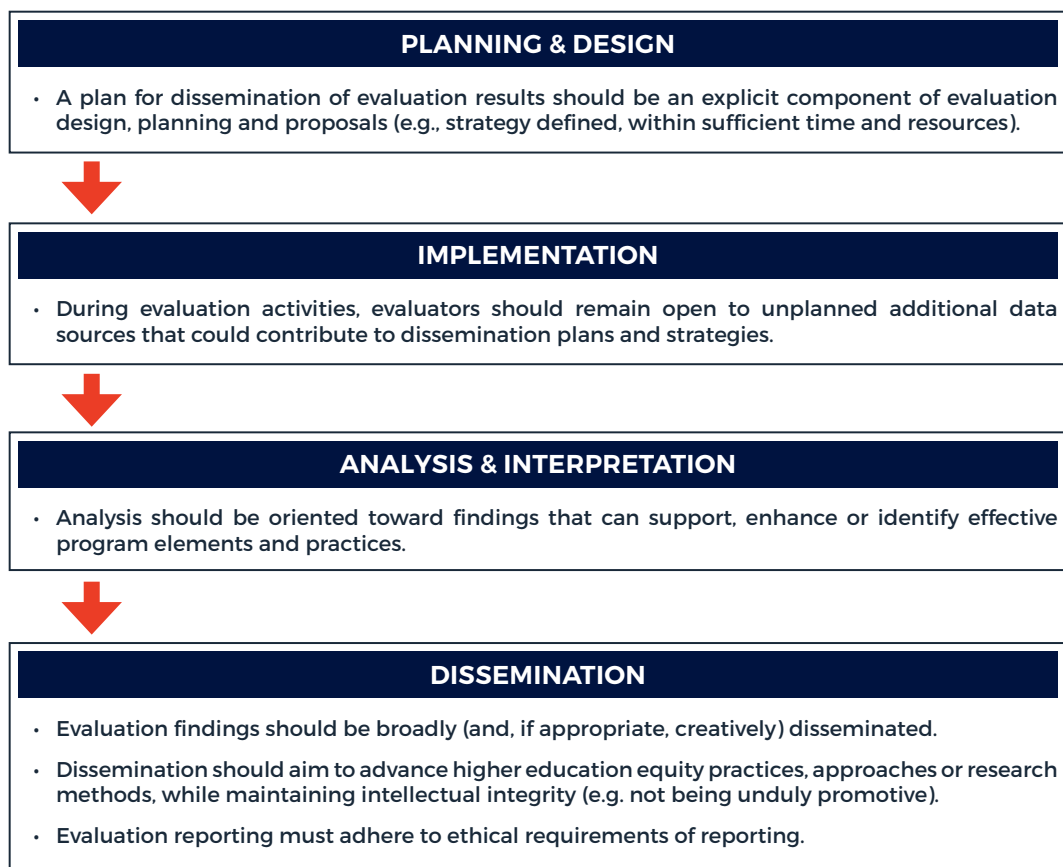 PLANNING & DESIGN
• A plan for dissemination of evaluation results should be an explicit component of evaluation
design, planning and proposals (e.g., strategy defined, within sufficient time and resources).
IMPLEMENTATION
• During evaluation activities, evaluators should remain open to unplanned additional data
sources that could contribute to dissemination plans and strategies.
ANALYSIS & INTERPRETATION
• Analysis should be oriented toward findings that can support, enhance or identify effective
program elements and practices.
DISSEMINATION
• Evaluation findings should be broadly (and, if appropriate, creatively) disseminated.
• Dissemination should aim to advance higher education equity practices, approaches or research
methods, while maintaining intellectual integrity (e.g. not being unduly promotive).
• Evaluation reporting must adhere to ethical requirements of reporting.